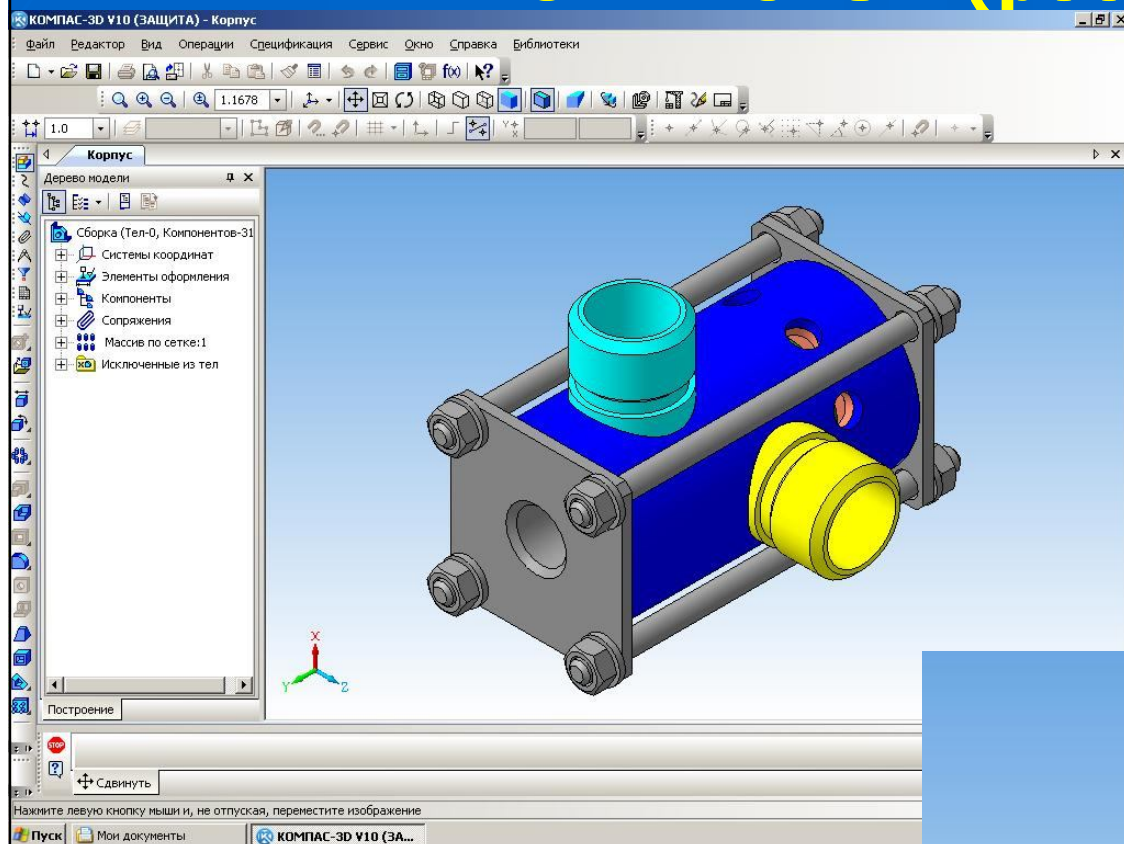 КОМПАС-3D V10 (ЗАЩИТА) - Корпус
Файл Редактор Вид Операции Спецификация Сервис Окно Справка Библиотеки
1.1678
1.0
Корпус
Дерево модели
Сборка (Тел-0, Компонентов-31
Системы координат
Элементы оформления
Компоненты
Сопряжения
Массив по сетке:1
Исключенные из тел
X
Y
Z
Построение
STOP
Сдвинуть
Нажмите левую кнопку мыши и, не отпуская, переместите изображение
Пуск Мои документы КОМПАС-3D V10 (ЗА...